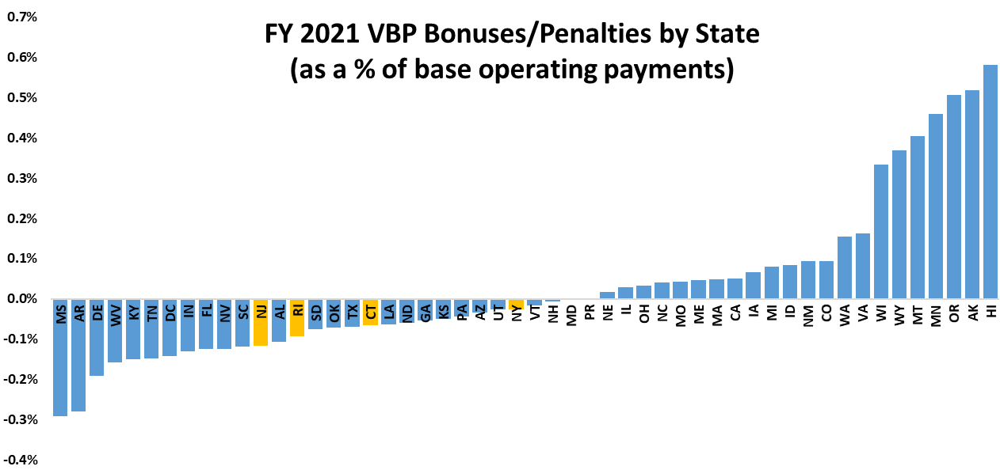 FY 2021 VBP Bonuses/Penalties by State
(as a % of base operating payments)
0.7%
0.6%
0.5%
0.4%
0.3%
0.2%
0.1%
0.0%
-0.1%
-0.2%
-0.3%
-0.4%
MS
AR
DE
WV
KY
TN
DC
IN
FL
NV
SC
NJ
AL
RI
SD
OK
TX
CT
LA
ND
GA
KS
PA
AZ
UT
NY
VT
NH
MD
PR
NE
IL
OH
NC
MO
ME
MA
CA
IA
MI
ID
NM
CO
WA
VA
WI
WY
MT
MN
OR
AK
HI